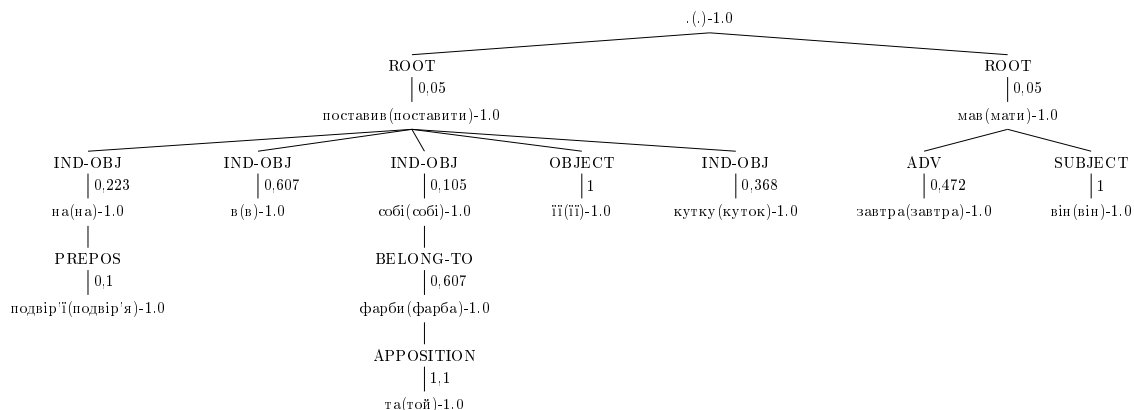 .(.)-1.0
ROOT ROOT
0,05 0,05
поставив(поставити)-1.0 мав(мати)-1.0
IND-OBJ IND-OBJ IND-OBJ OBJECT IND-OBJ ADV SUBJECT
0,223 0,607 0,105 1 0,368 0,472 1
на(на)-1.0 в(в)-1.0 собі(собі)-1.0 її(її)-1.0 кутку(куток)-1.0 завтра(завтра)-1.0 він(він)-1.0
PREPOS BELONG-TO
0,1 0,607
подвір'ї(подвір'я)-1.0 фарби(фарба)-1.0
APPOSITION
1,1
та(той)-1.0